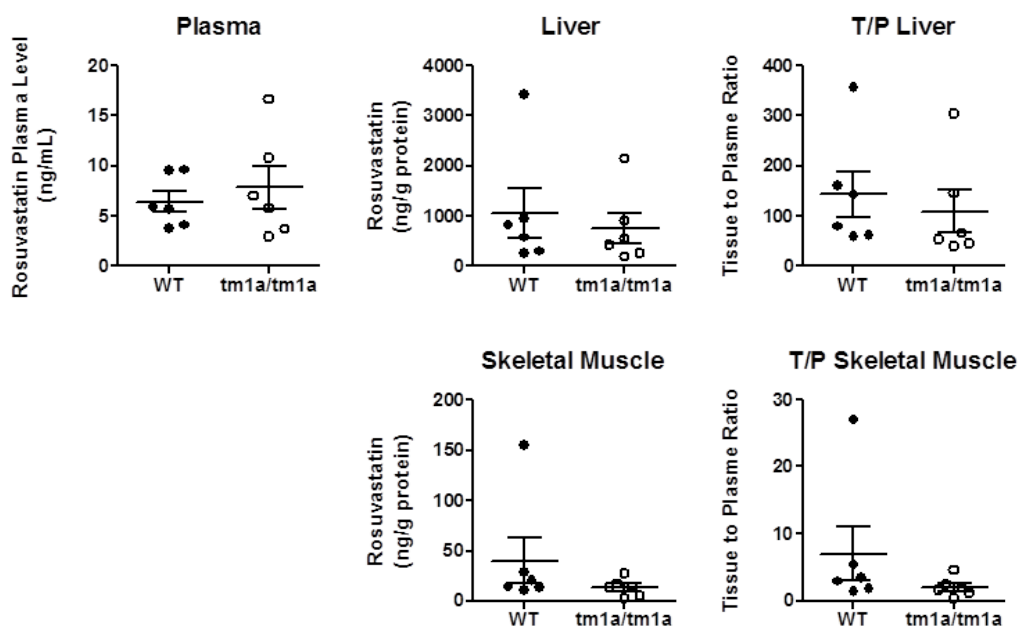 Plasma
Rosuvastatin Plasma Level
(ng/mL)
20
15
10
5
0
WT
tm1a/tm1a
Liver
Rosuvastatin
(ng/g protein)
4000
3000
2000
1000
0
WT
tm1a/tm1a
T/P Liver
Tissue to Plasme Ratio
400
300
200
100
0
WT
tm1a/tm1a
Skeletal Muscle
Rosuvastatin
(ng/g protein)
200
150
100
50
0
WT
tm1a/tm1a
T/P Skeletal Muscle
Tissue to Plasme Ratio
30
20
10
0
WT
tm1a/tm1a